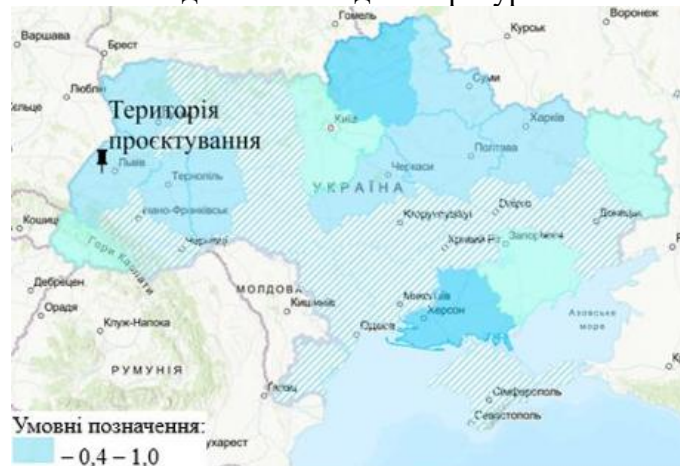 Гомель
Воронеж
Варшава
Брест
Курськ
Люблін
Суми
Територія
проєктування
Київ
Харків
Львів
Полтава
Черкаси
Тернопіль
УКРАЇНА
Івано-Франківськ
Дніпро
Кошиці
Кропивницький
Донецьк
Чернівці
Кривий Ріг
Запоріжжя
Гори Карпати
МОЛДОВА
Дебрецен
Миколаїв
Кишинів
Херсон
Орадя
Одеса
Азовське
море
Клуж-Напока
РУМУНІЯ
Галац
Сімферополь
Умовні позначення:
Севастополь
– 0,4 – 1,0
ухарест